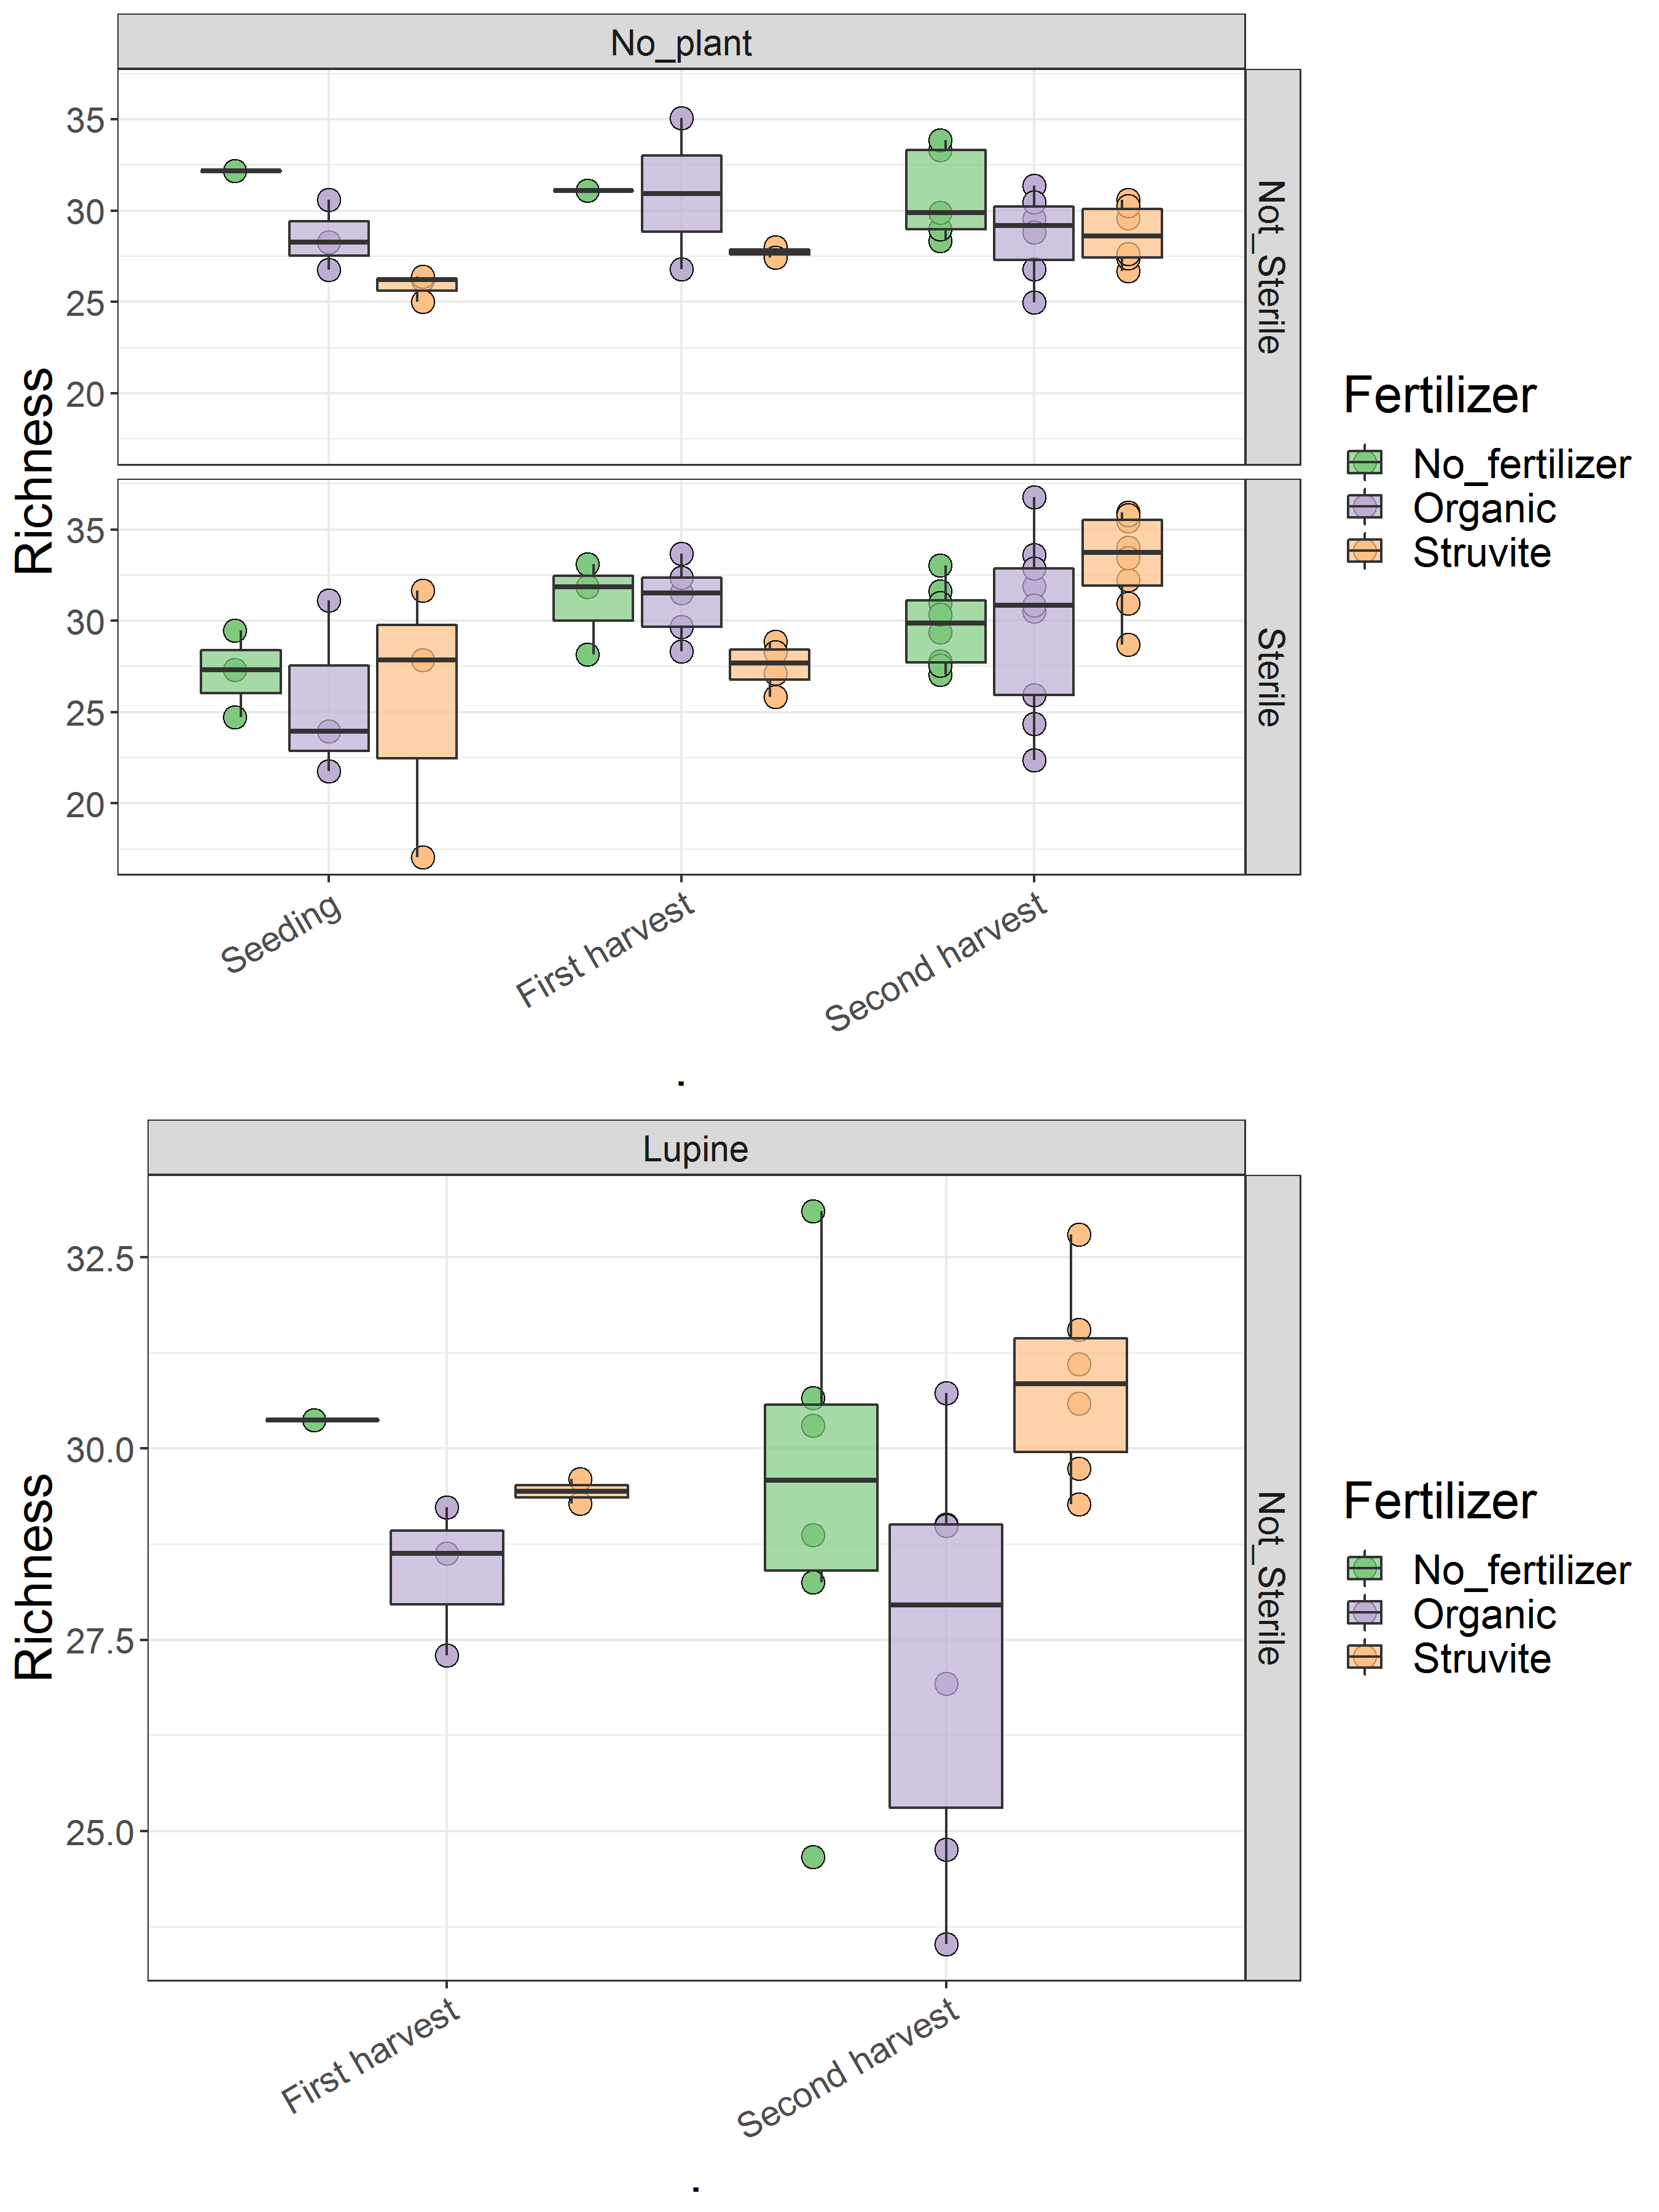 No_plant
35
30
25
20
Not_Sterile
35
30
25
20
Sterile
Richness
Seeding
First harvest
Second harvest
.
Fertilizer
No_fertilizer
Organic
Struvite
Lupine
32.5
30.0
27.5
25.0
Not_Sterile
Richness
First harvest
Second harvest
.
Fertilizer
No_fertilizer
Organic
Struvite